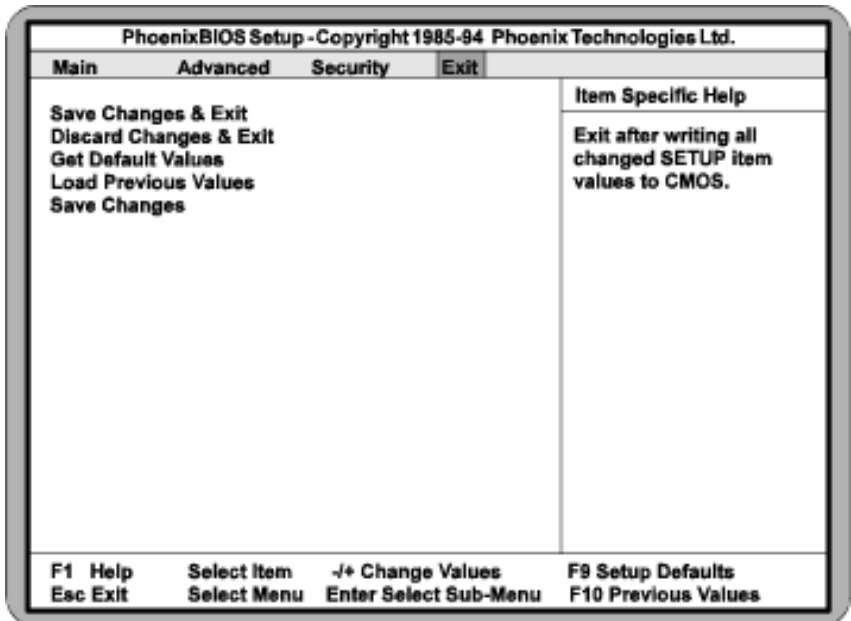 PhoenixBIOS Setup - Copyright 1985-94 Phoenix Technologies Ltd.
Main Advanced Security Exit
Save Changes & Exit
Discard Changes & Exit
Get Default Values
Load Previous Values
Save Changes
Item Specific Help
Exit after writing all
changed SETUP item
values to CMOS.
F1 Help Select Item -/+ Change Values F9 Setup Defaults
Esc Exit Select Menu Enter Select Sub-Menu F10 Previous Values